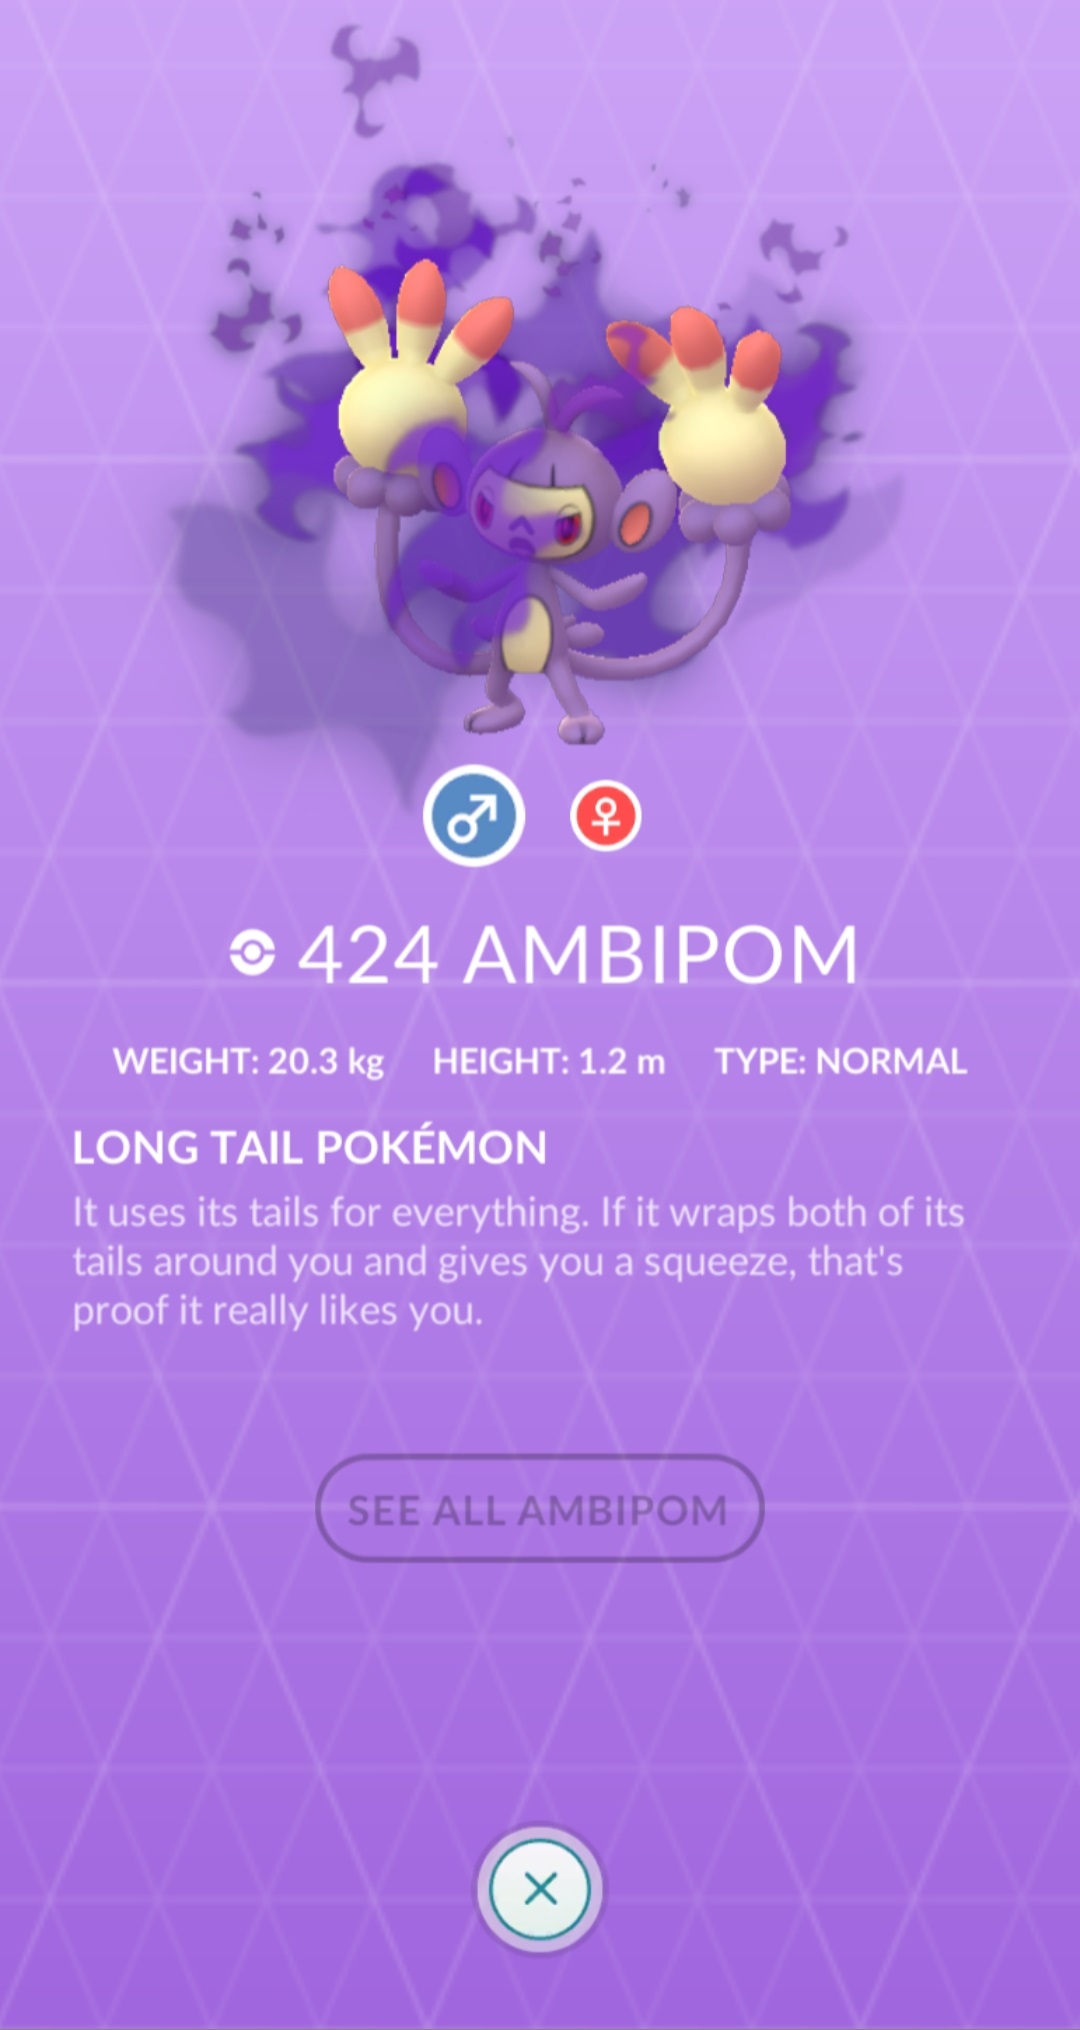 424 AMBIPOM
WEIGHT: 20.3 kg HEIGHT: 1.2 m TYPE: NORMAL
LONG TAIL POKÉMON
It uses its tails for everything. If it wraps both of its
tails around you and gives you a squeeze, that's
proof it really likes you.
SEE ALL AMBIPOM